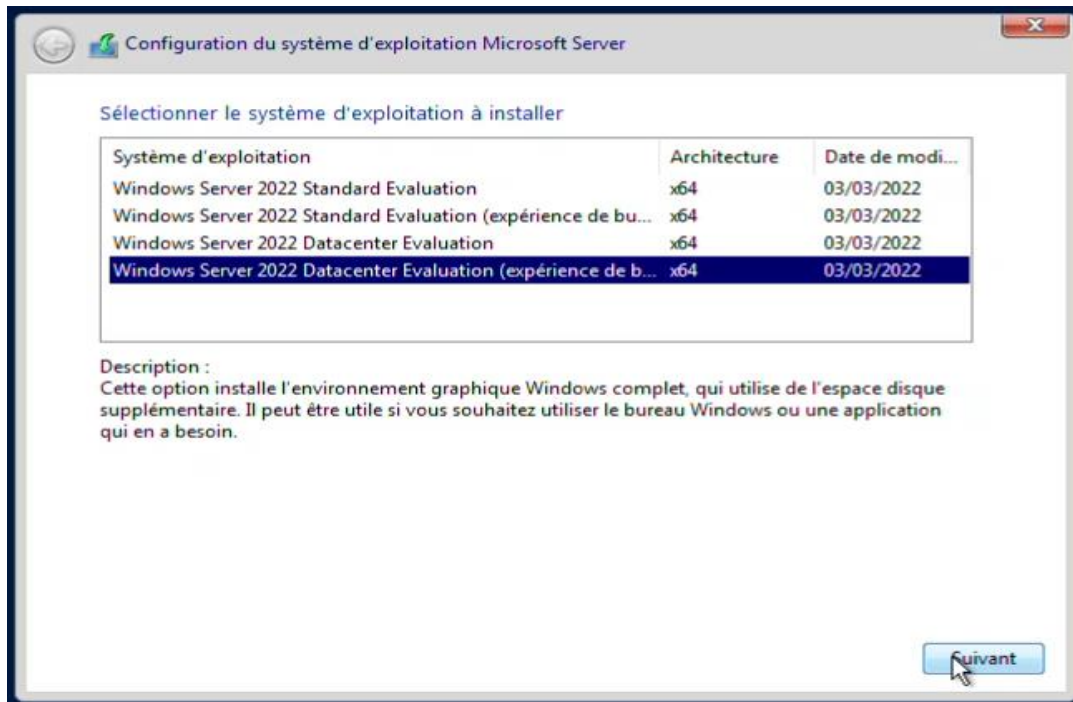 Configuration du système d'exploitation Microsoft Server
Sélectionner le système d'exploitation à installer
Système d'exploitation Architecture Date de modi...
Windows Server 2022 Standard Evaluation x64 03/03/2022
Windows Server 2022 Standard Evaluation (expérience de bu... x64 03/03/2022
Windows Server 2022 Datacenter Evaluation x64 03/03/2022
Windows Server 2022 Datacenter Evaluation (expérience de b... x64 03/03/2022
Description :
Cette option installe l'environnement graphique Windows complet, qui utilise de l'espace disque
supplémentaire. Il peut être utile si vous souhaitez utiliser le bureau Windows ou une application
qui en a besoin.
Suivant